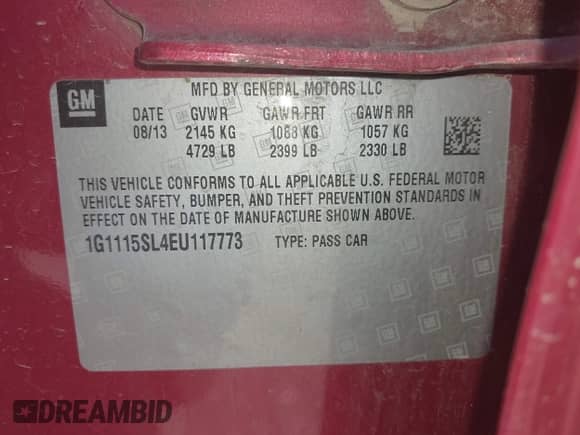 MFD BY GENERAL MOTORS LLC
GM
DATE GVWR GAWR FRT GAWR RR
08/13 2145 KG 1088 KG 1057 KG
4729 LB 2399 LB 2330 LB
THIS VEHICLE CONFORMS TO ALL APPLICABLE U.S. FEDERAL MOTOR
VEHICLE SAFETY, BUMPER, AND THEFT PREVENTION STANDARDS IN
EFFECT ON THE DATE OF MANUFACTURE SHOWN ABOVE.
1G1115SL4EU117773 TYPE: PASS CAR
DREAMBID